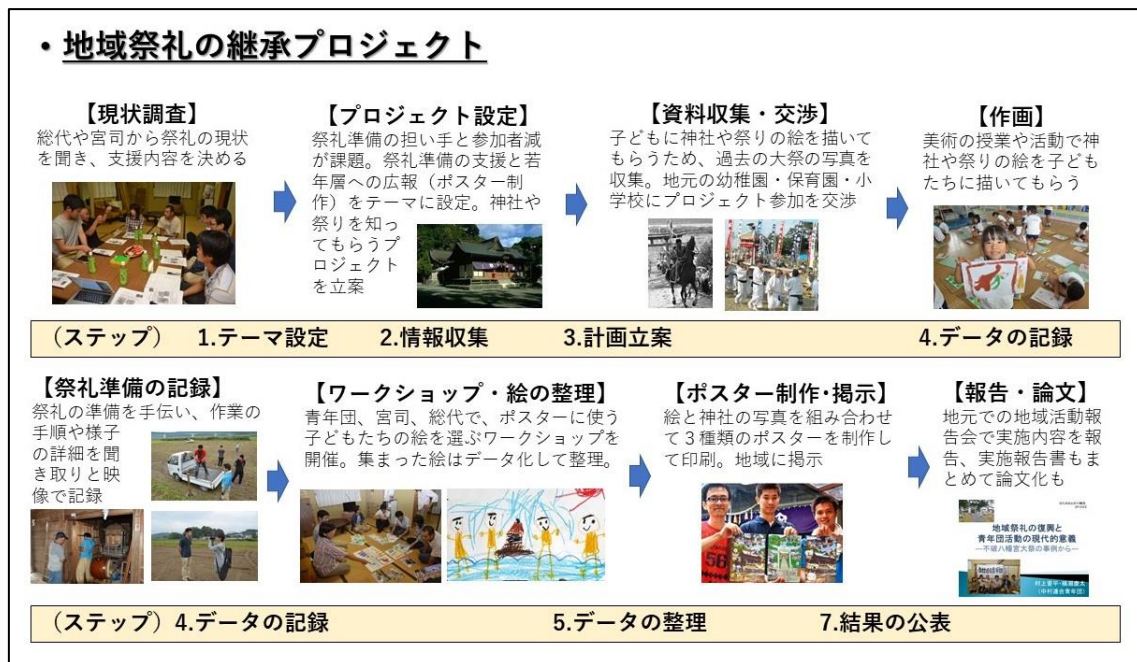 ・地域祭礼の継承プロジェクト
【現状調査】
総代や宮司から祭礼の現状
を聞き、支援内容を決める
【プロジェクト設定】
祭礼準備の担い手と参加者減
が課題。祭礼準備の支援と若
年層への広報（ポスター制
作）をテーマに設定。神社や
祭りを知っ
てもらうプ
ロジェクト
を立案
【資料収集・交渉】
子どもに神社や祭りの絵を描いて
もらうため、過去の大祭の写真を
収集。地元の幼稚園・保育園・小
学校にプロジェクト参加を交渉
【作画】
美術の授業や活動で神
社や祭りの絵を子ども
たちに描いてもらう
（ステップ） 1.テーマ設定 2.情報収集 3.計画立案 4.データの記録
【祭礼準備の記録】
祭礼の準備を手伝い、作業の
手順や様子
の詳細を聞
き取りと映
像で記録
【ワークショップ・絵の整理】
青年団、宮司、総代で、ポスターに使う
子どもたちの絵を選ぶワークショップを
開催。集まった絵はデータ化して整理。
【ポスター制作・掲示】
絵と神社の写真を組み合わせ
て３種類のポスターを制作し
て印刷。地域に掲示
56
【報告・論文】
地元での地域活動報
告会で実施内容を報
告、実施報告書もま
とめて論文化も
地域祭礼の復興と
青年団活動の現代的意義
―不破八幡宮大祭の事例から―
（中村連合青年団）
（ステップ）4.データの記録 5.データの整理 7.結果の公表